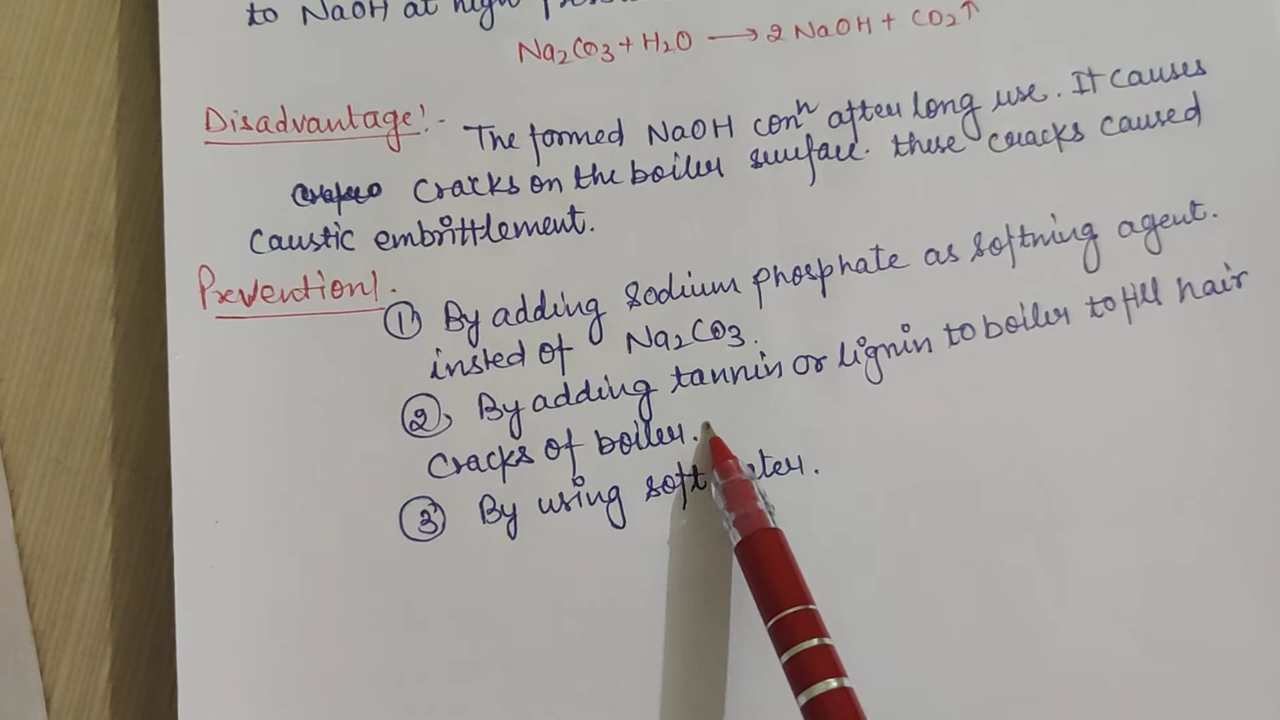 to NaOH at high
Na2CO3 + H2O → 2 NaOH + CO2↑
Disadvantage:- The formed NaOH conn after long use. It causes
cracks on the boiler surface. these cracks caused
caustic embrittlement.
Prevention:-
① By adding sodium phosphate as softning agent.
insted of Na2CO3.
② By adding tannin or lignin to boiler to fill hair
cracks of boiler.
③ By using soft